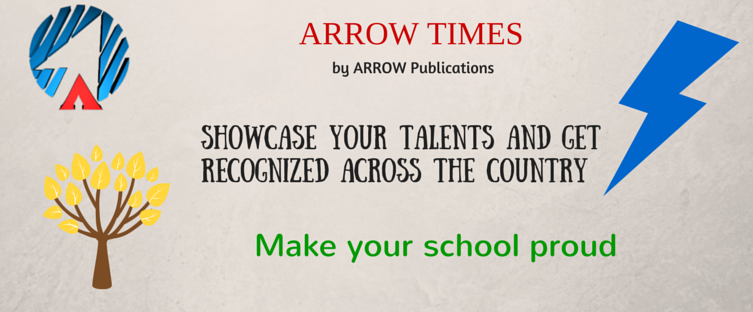 ARROW TIMES
by ARROW Publications
SHOWCASE YOUR TALENTS AND GET
RECOGNIZED ACROSS THE COUNTRY
Make your school proud